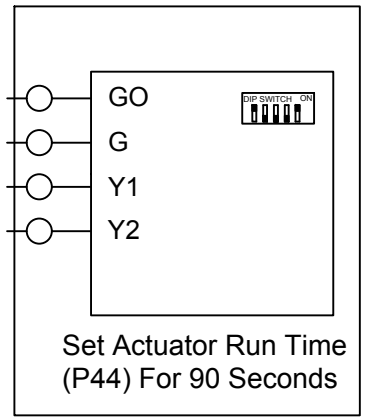 GO
DIP SWITCH ON
G
Y1
Y2
Set Actuator Run Time
(P44) For 90 Seconds